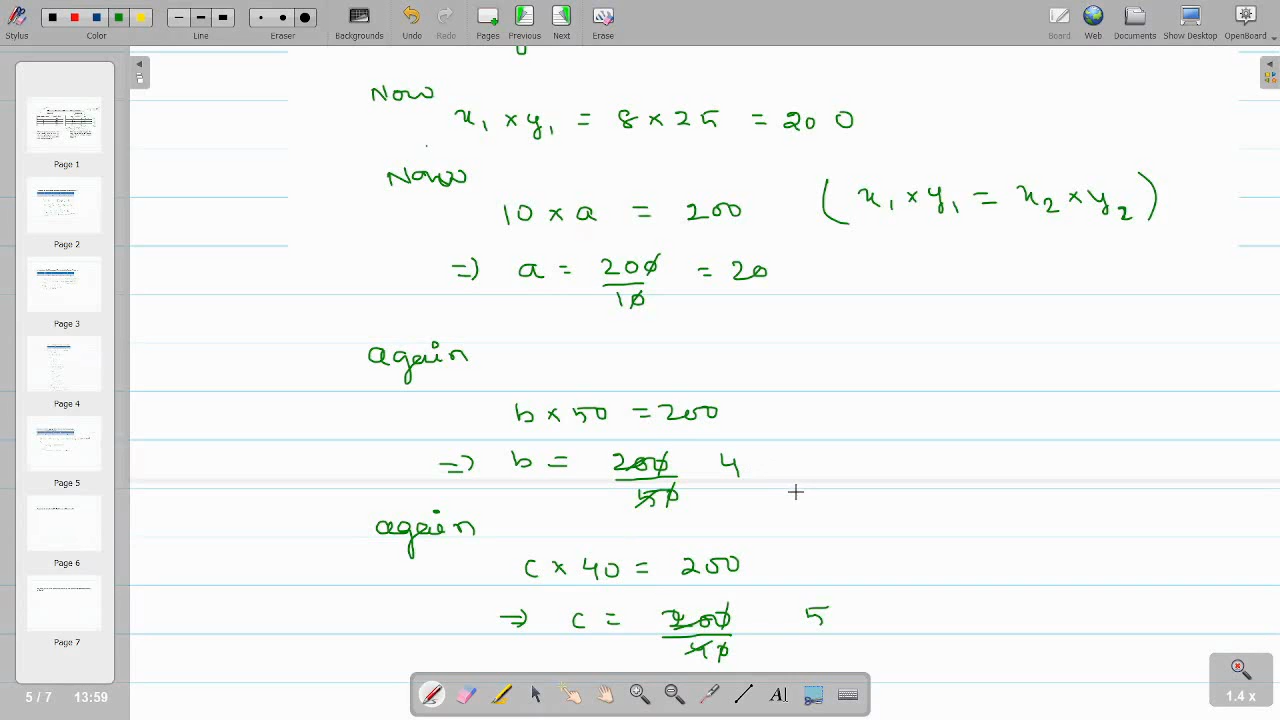 Stylus Color Line Eraser Backgrounds Undo Redo Pages Previous Next Erase Board Web Documents Show Desktop OpenBoard
Now
x₁ × y₁ = 8 × 25 = 200
Now
10 × a = 200 (x₁ × y₁ = x₂ × y₂)
=) a = 200/10 = 20
again
b × 50 = 200
=) b = 200/50 4
again
c × 40 = 200
⇒ c = 200/40 5
Page 1
Page 2
Page 3
Page 4
Page 5
Page 6
Page 7
5 / 7 13:59
AI
1.4 x